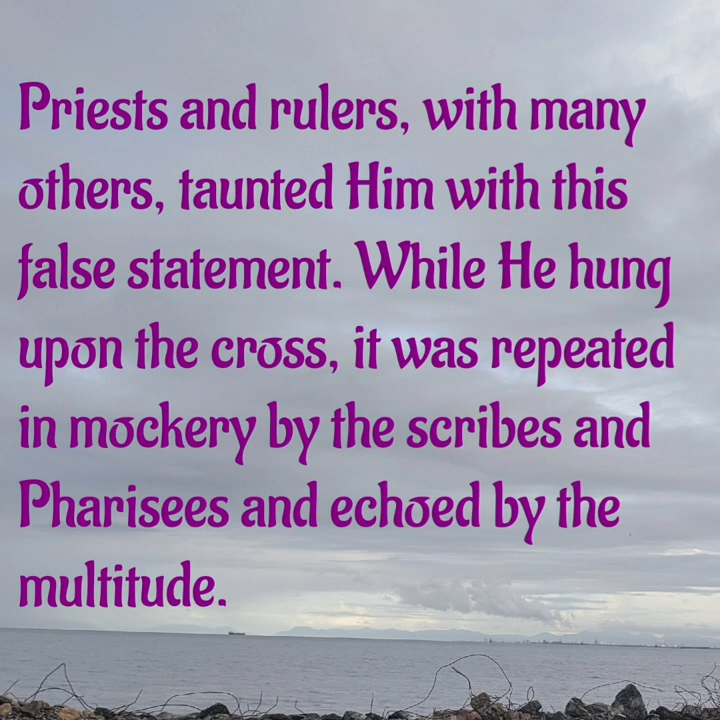 Priests and rulers, with many
others, taunted Him with this
false statement. While He hung
upon the cross, it was repeated
in mockery by the scribes and
Pharisees and echoed by the
multitude.